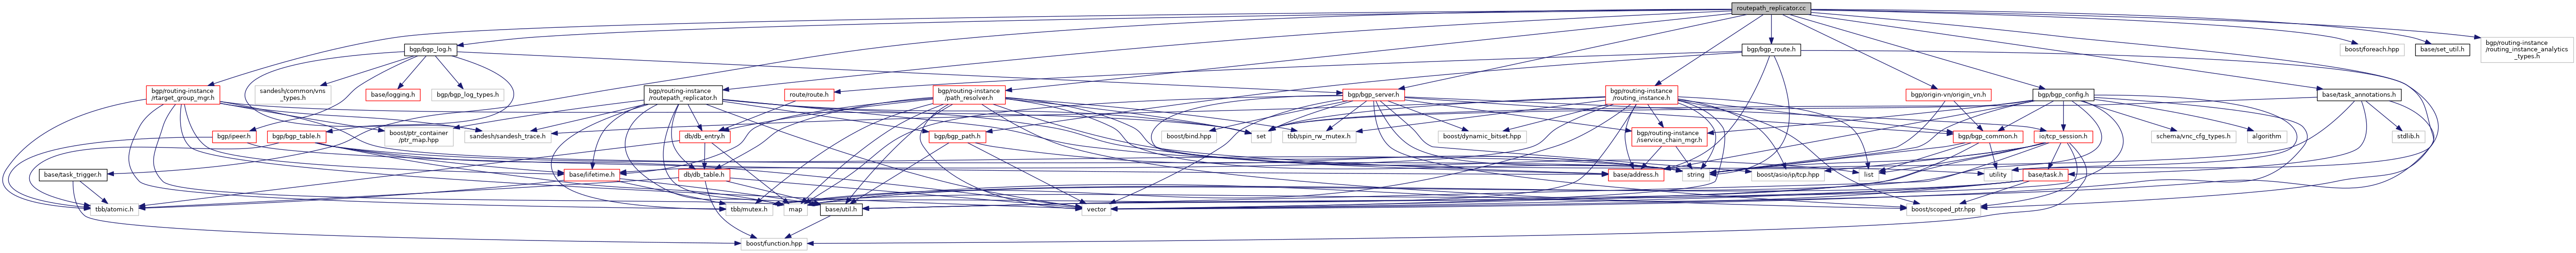 routepath_replicator.cc
bgp/bgp_log.h
bgp/bgp_route.h
boost/foreach.hpp
base/set_util.h
bgp/routing-instance
/routing_instance_analytics
_types.h
bgp/routing-instance
/rtarget_group_mgr.h
sandesh/common/vns
_types.h
base/logging.h
bgp/bgp_log_types.h
bgp/routing-instance
/routepath_replicator.h
route/route.h
bgp/routing-instance
/path_resolver.h
bgp/bgp_server.h
bgp/routing-instance
/routing_instance.h
bgp/origin-vn/origin_vn.h
bgp/bgp_config.h
base/task_annotations.h
bgp/ipeer.h
bgp/bgp_table.h
boost/ptr_container
/ptr_map.hpp
sandesh/sandesh_trace.h
db/db_entry.h
bgp/bgp_path.h
boost/bind.hpp
set
tbb/spin_rw_mutex.h
boost/dynamic_bitset.hpp
bgp/routing-instance
/iservice_chain_mgr.h
bgp/bgp_common.h
io/tcp_session.h
schema/vnc_cfg_types.h
algorithm
stdlib.h
base/task_trigger.h
base/lifetime.h
db/db_table.h
base/address.h
string
boost/asio/ip/tcp.hpp
list
utility
base/task.h
tbb/atomic.h
tbb/mutex.h
map
base/util.h
vector
boost/scoped_ptr.hpp
boost/function.hpp